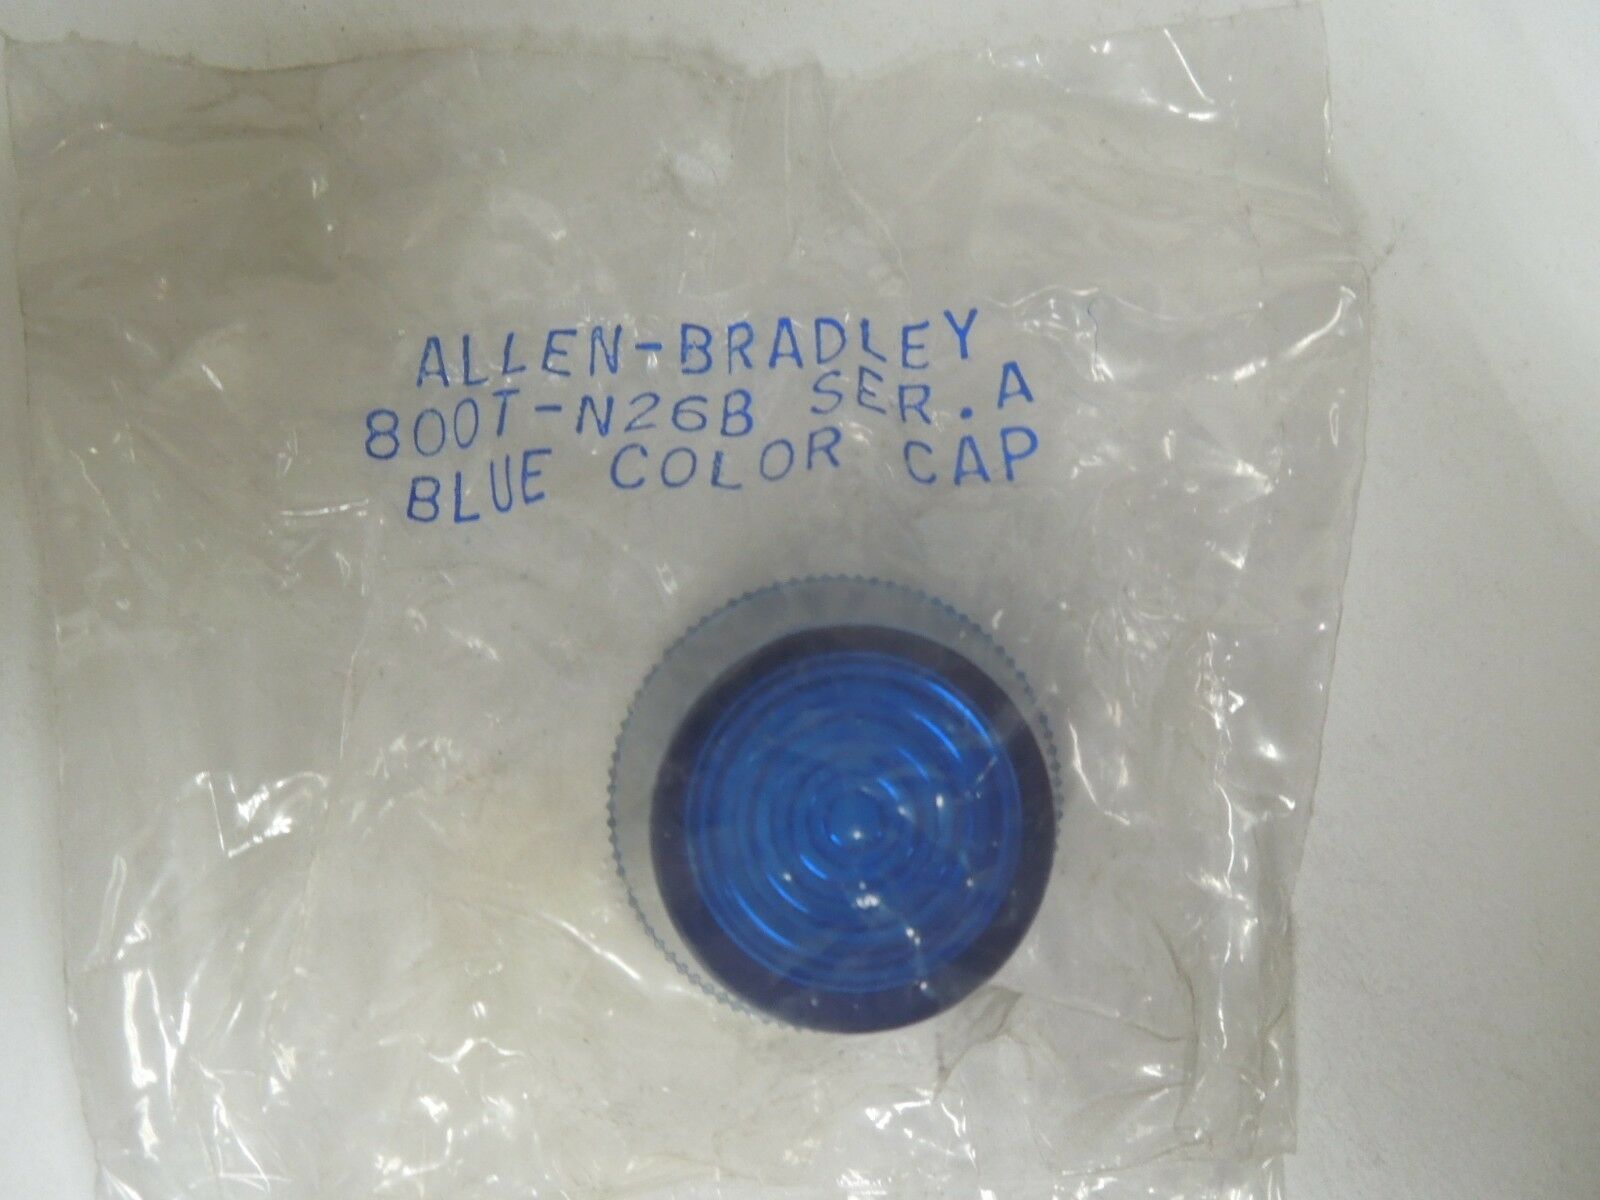 ALLEN-BRADLEY
800T-N26B SER. A
BLUE COLOR CAP